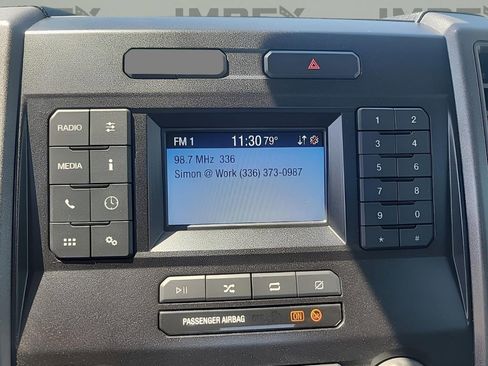 IMPEX
FM 1 11:30 79°
98.7 MHz 336
Simon @ Work (336) 373-0987
RADIO
MEDIA
i
1 2
3 4
5 6
7 8
9 0
* #
PASSENGER AIRBAG ON